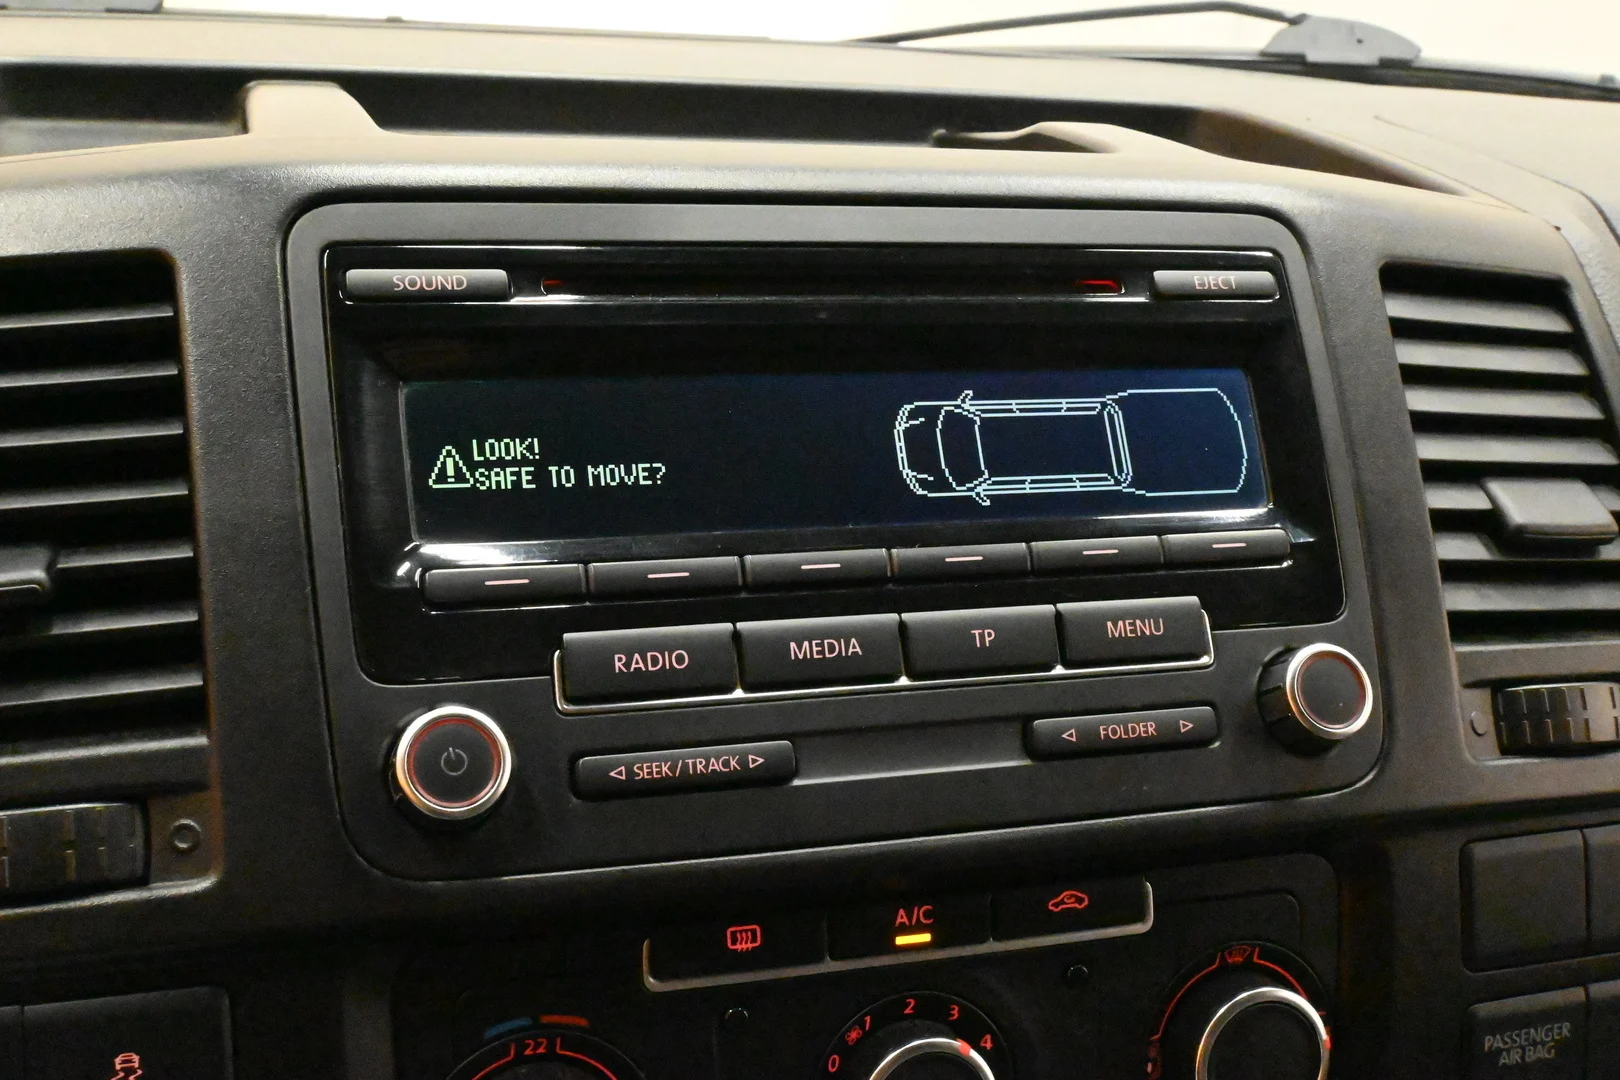 SOUND
EJECT
LOOK!
SAFE TO MOVE?
RADIO
MEDIA
TP
MENU
SEEK/TRACK
FOLDER
A/C
22
0 1 2 3 4
PASSENGER
AIR BAG